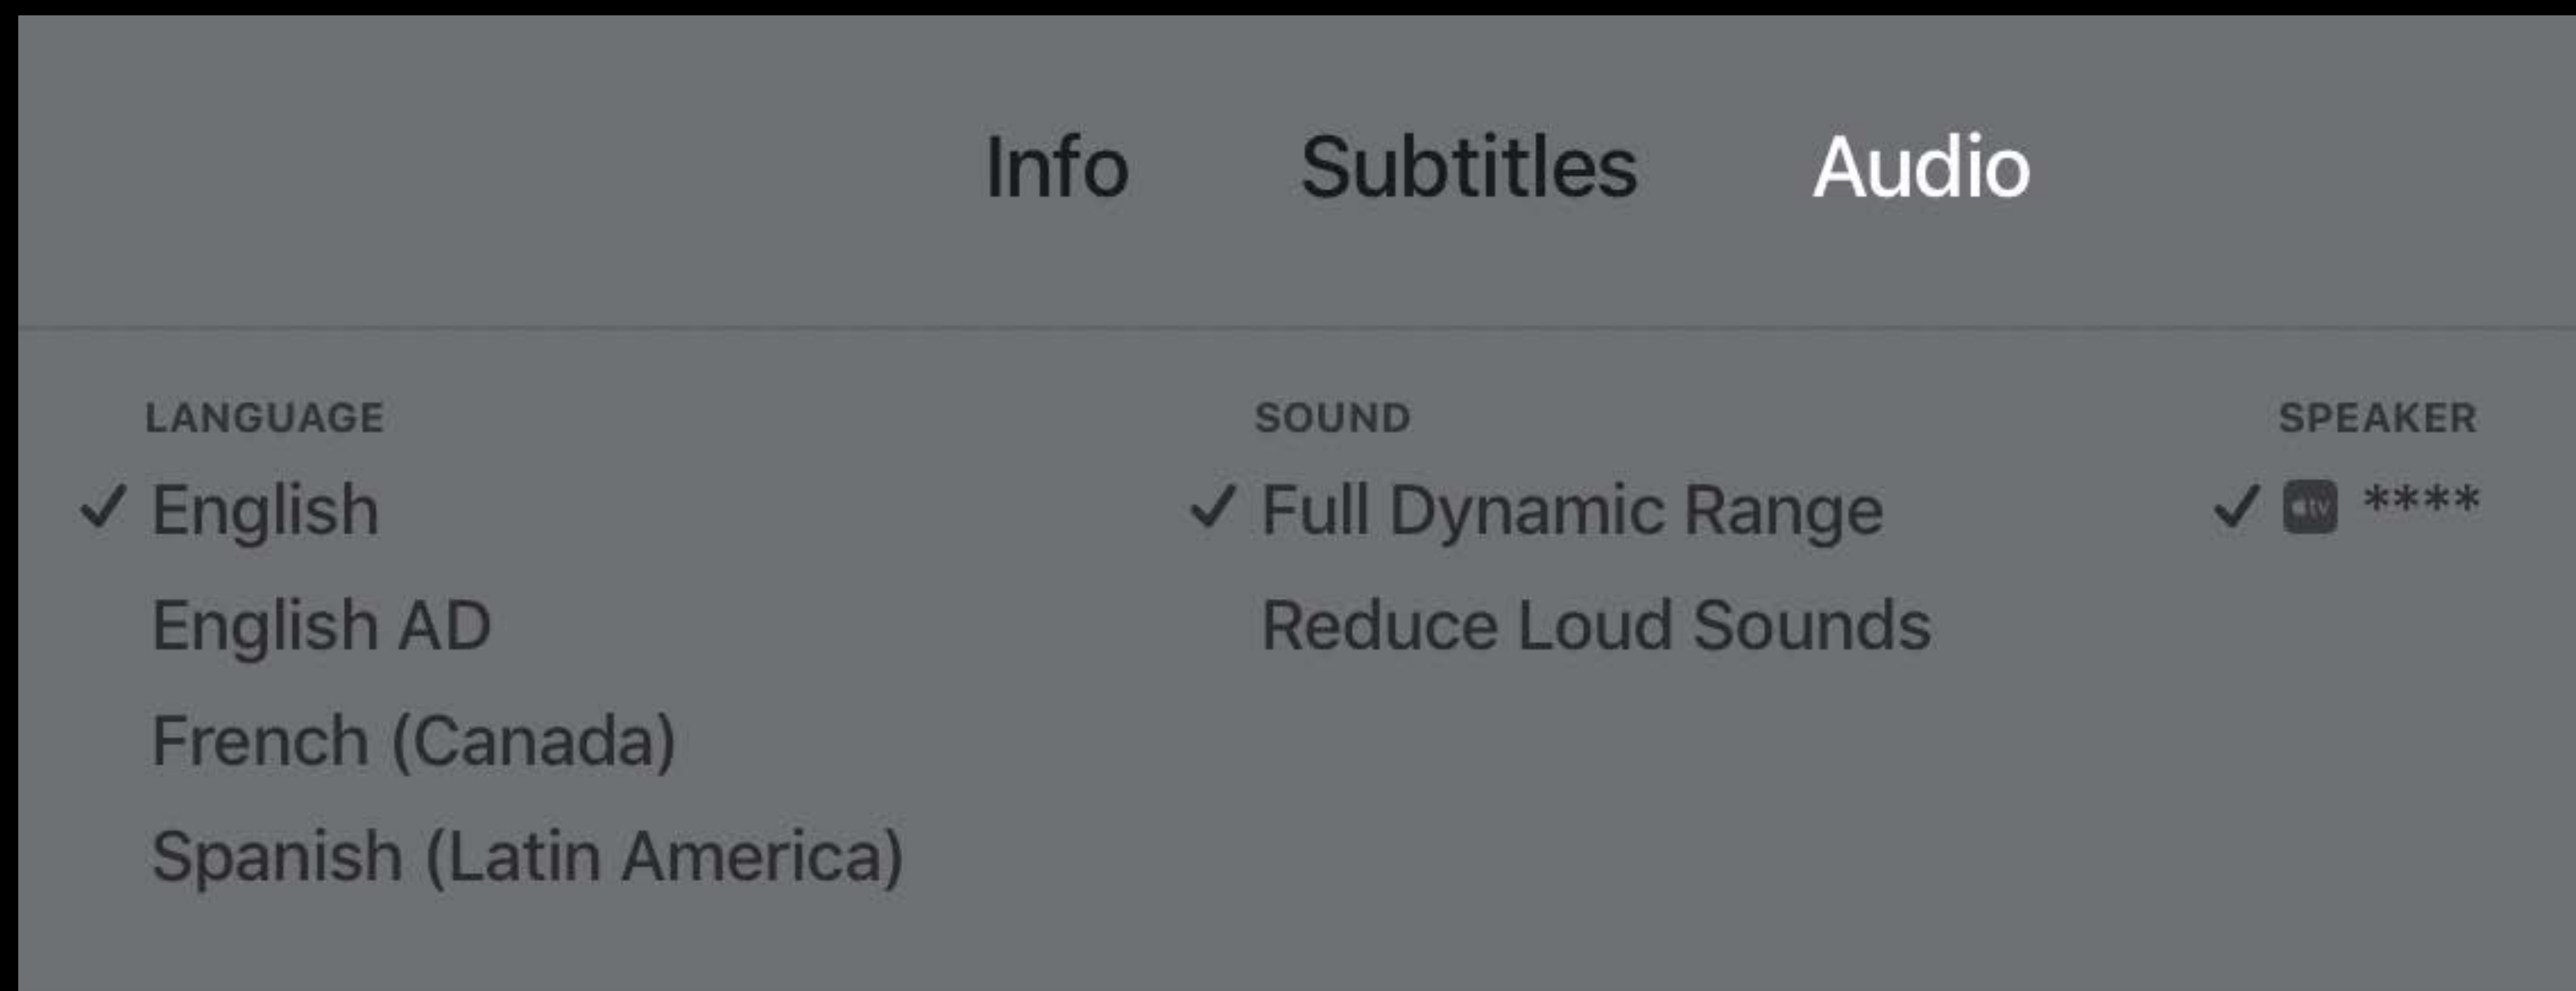 Info Subtitles Audio
LANGUAGE
English
English AD
French (Canada)
Spanish (Latin America)
SOUND
Full Dynamic Range
Reduce Loud Sounds
SPEAKER
tv ****